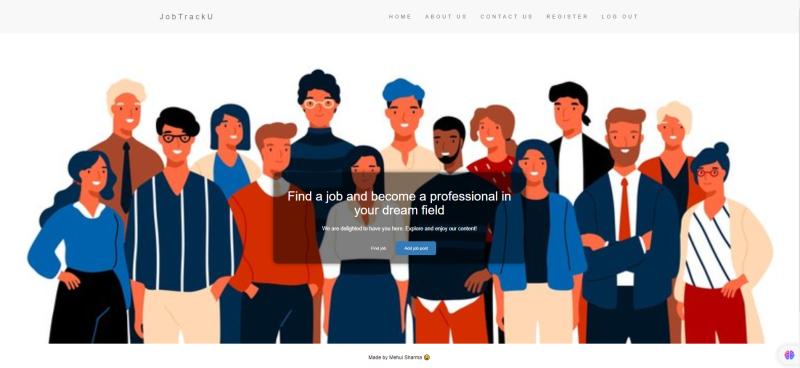 JobTrackU
HOME ABOUT US CONTACT US REGISTER LOG OUT
Find a job and become a professional in
your dream field
We are delighted to have you here. Explore and enjoy our content!
Find job Add job post
Made by Mehul Sharma 😀